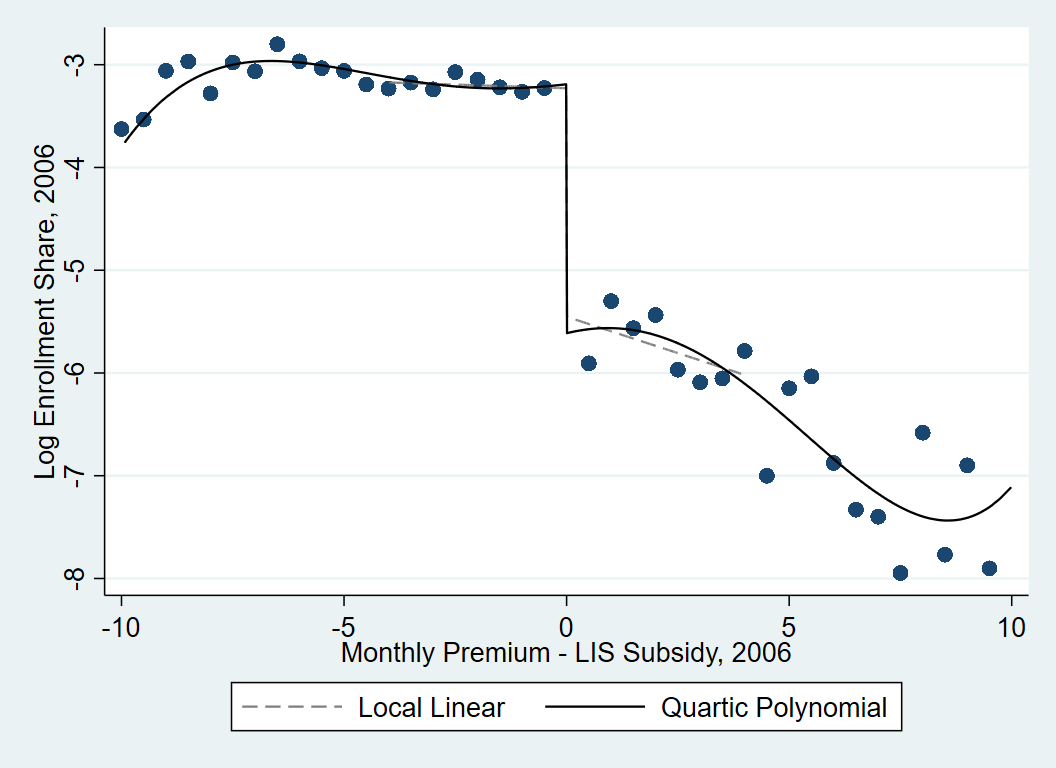 Log Enrollment Share, 2006
-3
-4
-5
-6
-7
-8
-10 -5 0 5 10
Monthly Premium - LIS Subsidy, 2006
Local Linear Quartic Polynomial